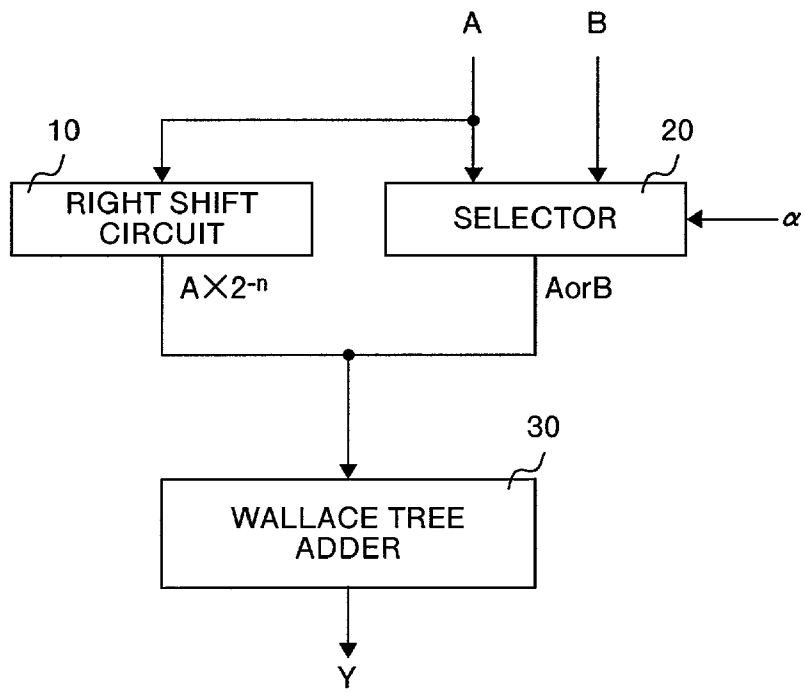 A
B
10
20
RIGHT SHIFT
CIRCUIT
SELECTOR
α
A×2⁻ⁿ
AorB
30
WALLACE TREE
ADDER
Y